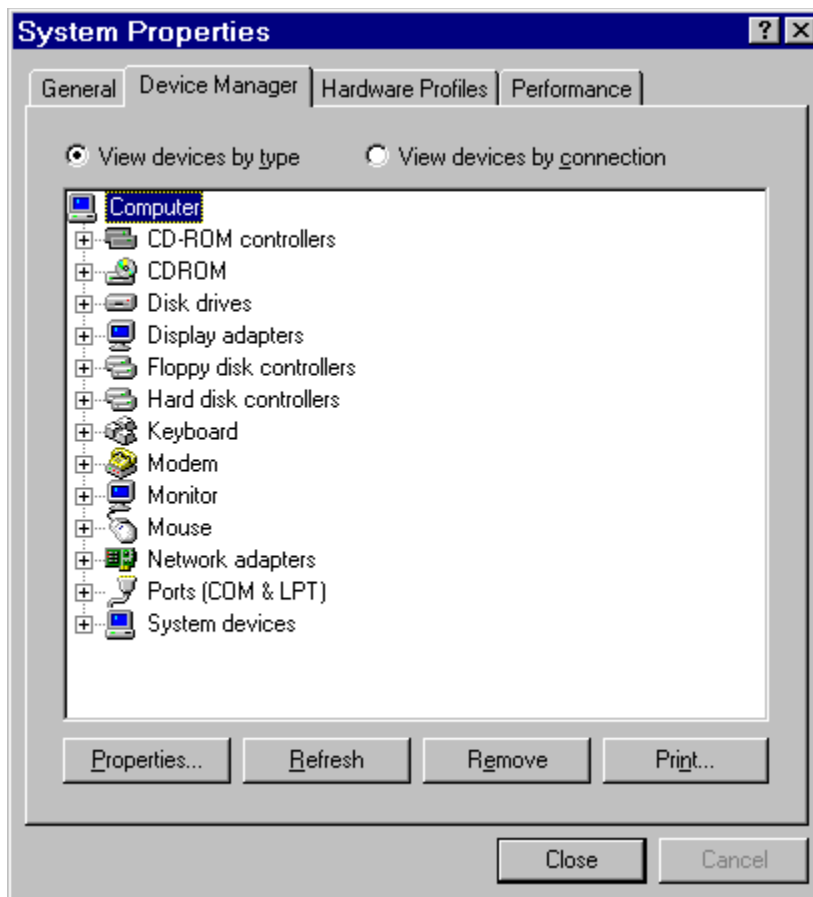 System Properties
General Device Manager Hardware Profiles Performance
View devices by type View devices by connection
Computer
CD-ROM controllers
CDROM
Disk drives
Display adapters
Floppy disk controllers
Hard disk controllers
Keyboard
Modem
Monitor
Mouse
Network adapters
Ports (COM & LPT)
System devices
Properties... Refresh Remove Print...
Close Cancel